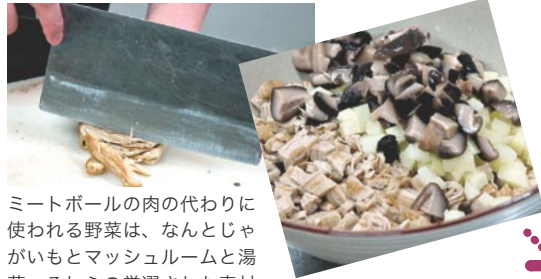 ミートボールの肉の代わりに
使われる野菜は、なんとじゃ
がいもとマッシュルームと湯